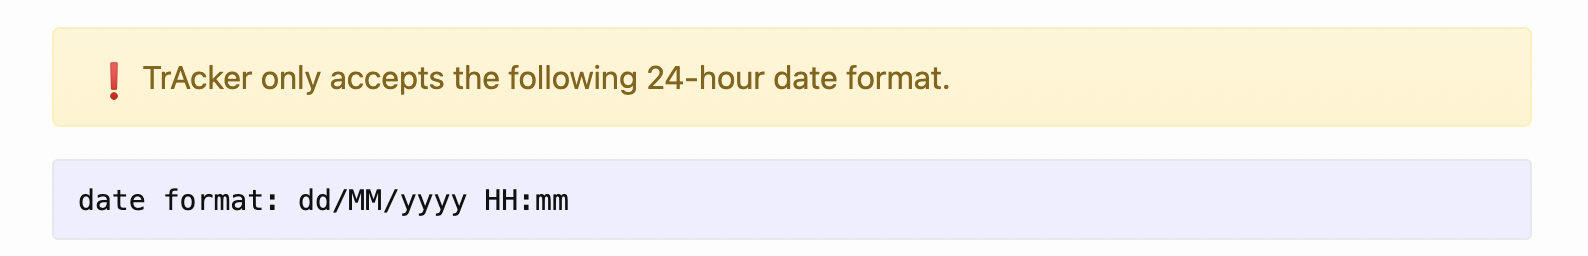 ❗ TrAcker only accepts the following 24-hour date format.
date format: dd/MM/yyyy HH:mm